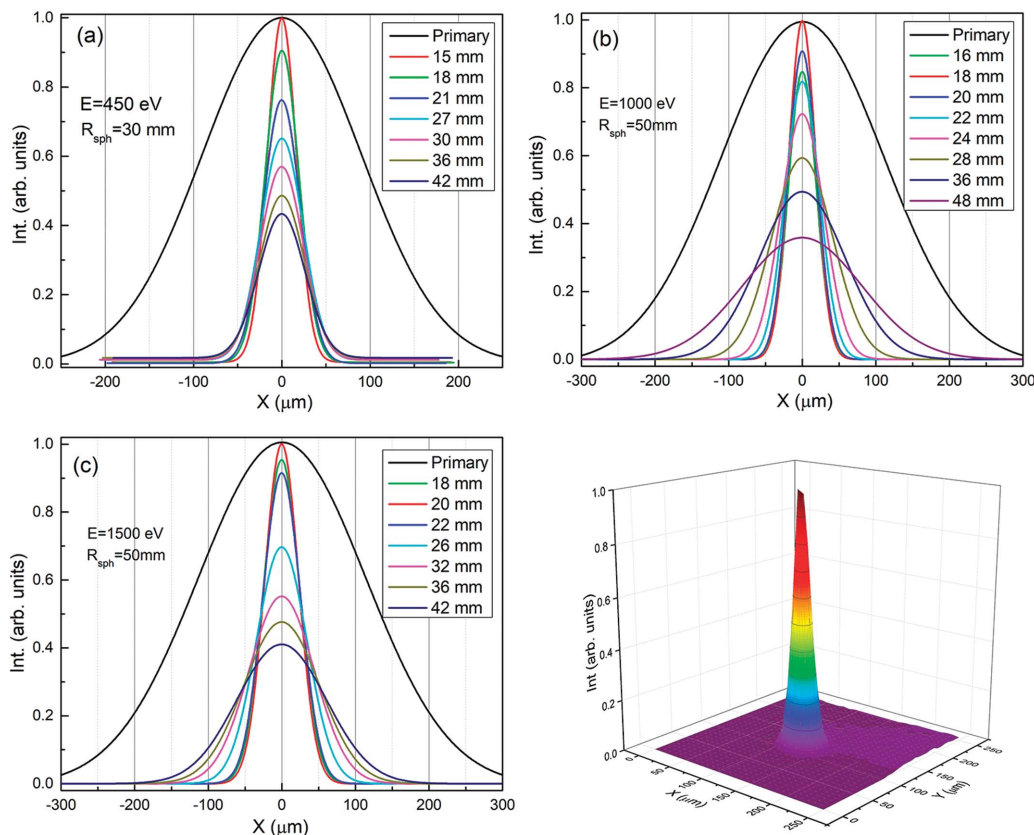 (a)
E=450 eV
Rsph=30 mm
Primary
15 mm
18 mm
21 mm
27 mm
30 mm
36 mm
42 mm
1.0
0.8
0.6
0.4
0.2
0.0
Int. (arb. units)
-200
-100
0
100
200
X (μm)
(b)
E=1000 eV
Rsph=50mm
Primary
16 mm
18 mm
20 mm
22 mm
24 mm
28 mm
36 mm
48 mm
1.0
0.8
0.6
0.4
0.2
0.0
Int. (arb. units)
-300
-200
-100
0
100
200
300
X (μm)
(c)
E=1500 eV
Rsph=50mm
Primary
18 mm
20 mm
22 mm
26 mm
32 mm
36 mm
42 mm
1.0
0.8
0.6
0.4
0.2
0.0
Int. (arb. units)
-300
-200
-100
0
100
200
300
X (μm)
1.0
0.8
0.6
0.4
0.2
0.0
Int (arb. units)
0
50
100
150
200
250
X (μm)
0
50
100
150
200
250
Y (μm)